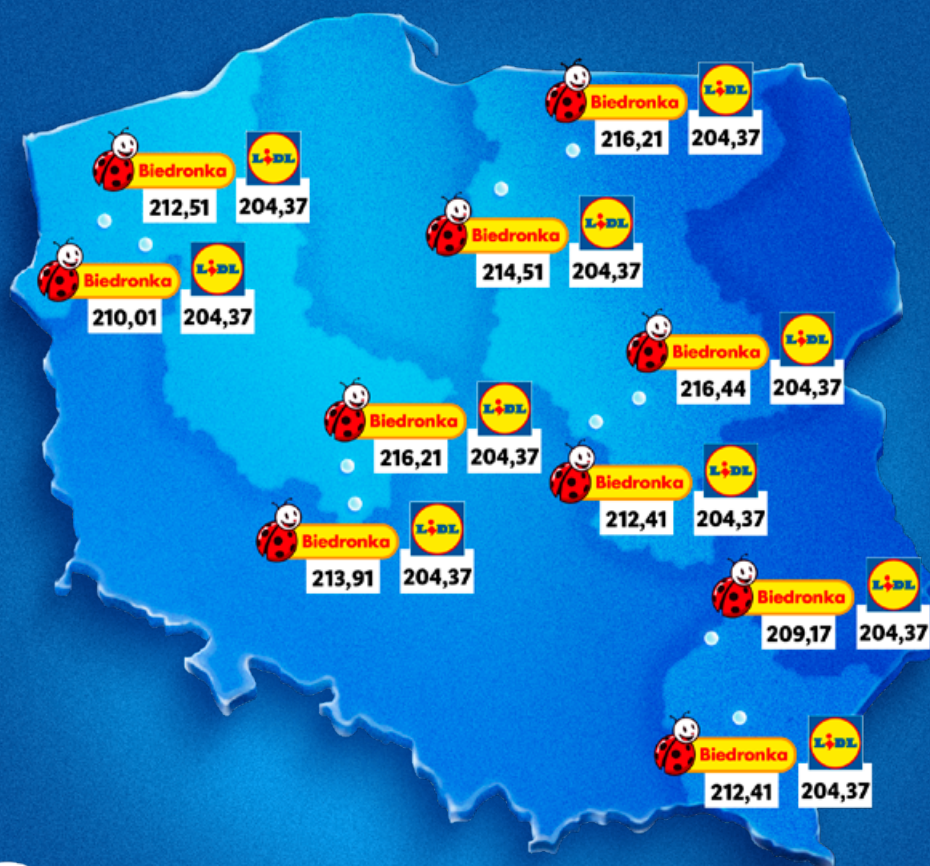 Biedronka LiDL
216,21 204,37
Biedronka LiDL
212,51 204,37
Biedronka LiDL
214,51 204,37
Biedronka LiDL
210,01 204,37
Biedronka LiDL
216,44 204,37
Biedronka LiDL
216,21 204,37
Biedronka LiDL
212,41 204,37
Biedronka LiDL
213,91 204,37
Biedronka LiDL
209,17 204,37
Biedronka LiDL
212,41 204,37